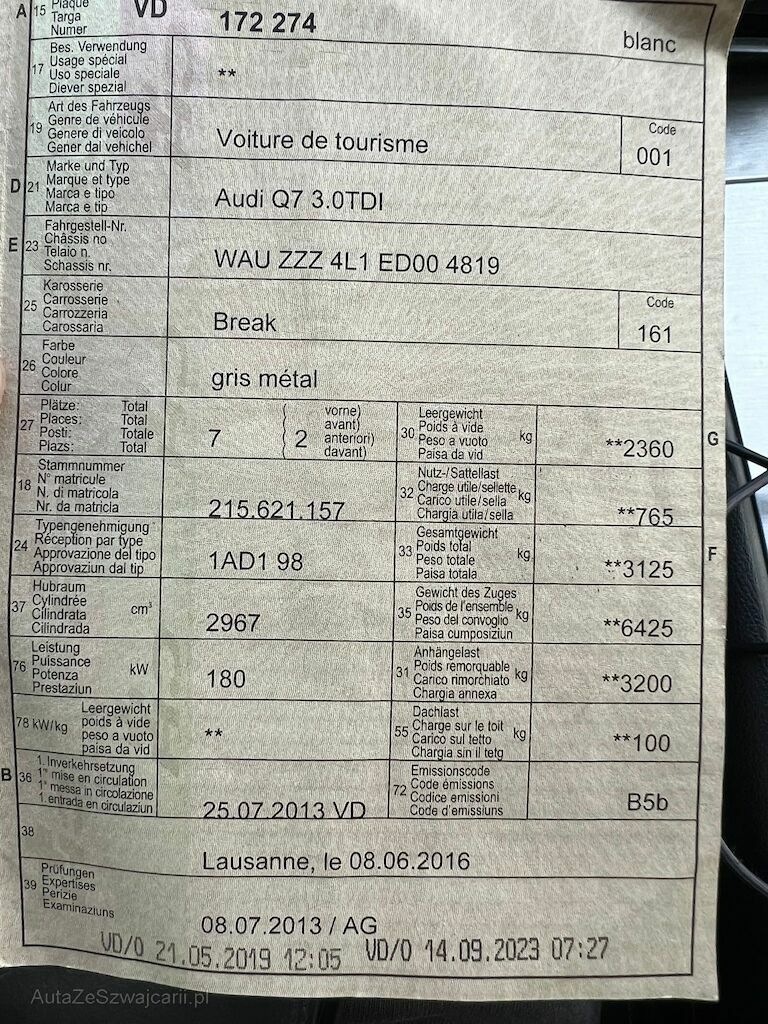 A 15 Plaque VD 172 274 blanc
Targa
Numer
17 Bes. Verwendung
Usage spécial
Uso speciale
Diever spezial
**
19 Art des Fahrzeugs
Genre de véhicule
Genere di veicolo
Gener dal vehichel
Voiture de tourisme
Code
001
D 21 Marke und Typ
Marque et type
Marca e tipo
Marca e tip
Audi Q7 3.0TDI
E 23 Fahrgestell-Nr.
Châssis no
Telaio n.
Schassis nr.
WAU ZZZ 4L1 ED00 4819
25 Karosserie
Carrosserie
Carrozzeria
Carossaria
Break
Code
161
26 Farbe
Couleur
Colore
Colur
gris métal
27 Plätze: Total
Places: Total
Posti: Totale
Plazs: Total
7
( 2 vorne)
avant)
anteriori)
davant)
30 Leergewicht
Poids à vide
Peso a vuoto
Paisa da vid
kg
**2360
G
18 Stammnummer
N° matricule
N. di matricola
Nr. da matricla
215.621.157
32 Nutz-/Sattellast
Charge utile/sellette
Carico utile/sella
Chargia utila/sella
kg
**765
24 Typengenehmigung
Réception par type
Approvazione del tipo
Approvaziun dal tip
1AD1 98
33 Gesamtgewicht
Poids total
Peso totale
Paisa totala
kg
**3125
F
37 Hubraum
Cylindrée
Cilindrata
Cilindrada
cm³
2967
35 Gewicht des Zuges
Poids de l'ensemble
Peso del convoglio
Paisa cumposiziun
kg
**6425
76 Leistung
Puissance
Potenza
Prestaziun
kW
180
31 Anhängelast
Poids remorquable
Carico rimorchiato
Chargia annexa
kg
**3200
78 kW/kg Leergewicht
poids à vide
peso a vuoto
paisa da vid
**
55 Dachlast
Charge sur le toit
Carico sul tetto
Chargia sin il tetg
kg
**100
B 36 1. Inverkehrsetzung
1re mise en circulation
1a messa in circolazione
1. entrada en circulaziun
25.07.2013 VD
72 Emissionscode
Code émissions
Codice emissioni
Code d'emissiuns
B5b
38
Lausanne, le 08.06.2016
39 Prüfungen
Expertises
Perizie
Examinaziuns
08.07.2013 / AG
VD/O 21.05.2019 12:05 VD/O 14.09.2023 07:27
AutaZeSzwajcarii.pl